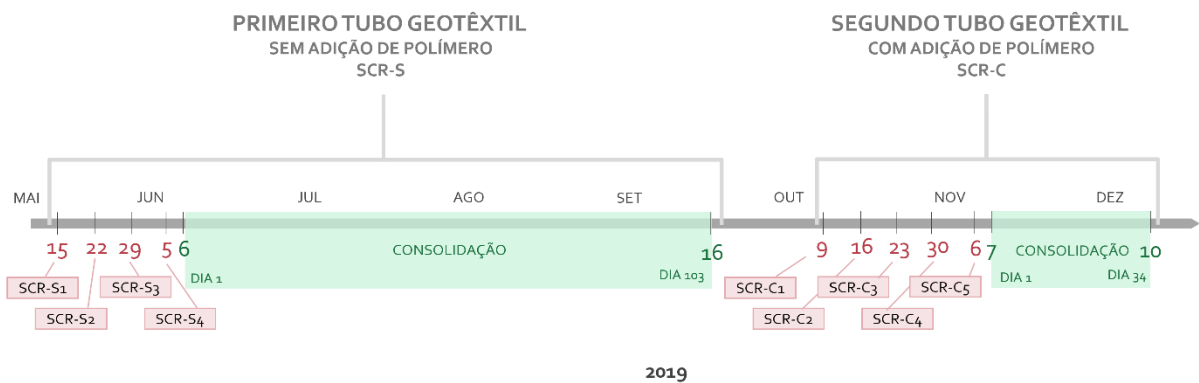 PRIMEIRO TUBO GEOTÊXTIL
SEM ADIÇÃO DE POLÍMERO
SCR-S
SEGUNDO TUBO GEOTÊXTIL
COM ADIÇÃO DE POLÍMERO
SCR-C
MAI JUN JUL AGO SET OUT NOV DEZ
15 22 29 5 6 CONSOLIDAÇÃO 16 9 16 23 30 6 7 CONSOLIDAÇÃO 10
DIA 1 DIA 103 DIA 1 DIA 34
SCR-S1 SCR-S3 SCR-C1 SCR-C3 SCR-C5
SCR-S2 SCR-S4 SCR-C2 SCR-C4
2019